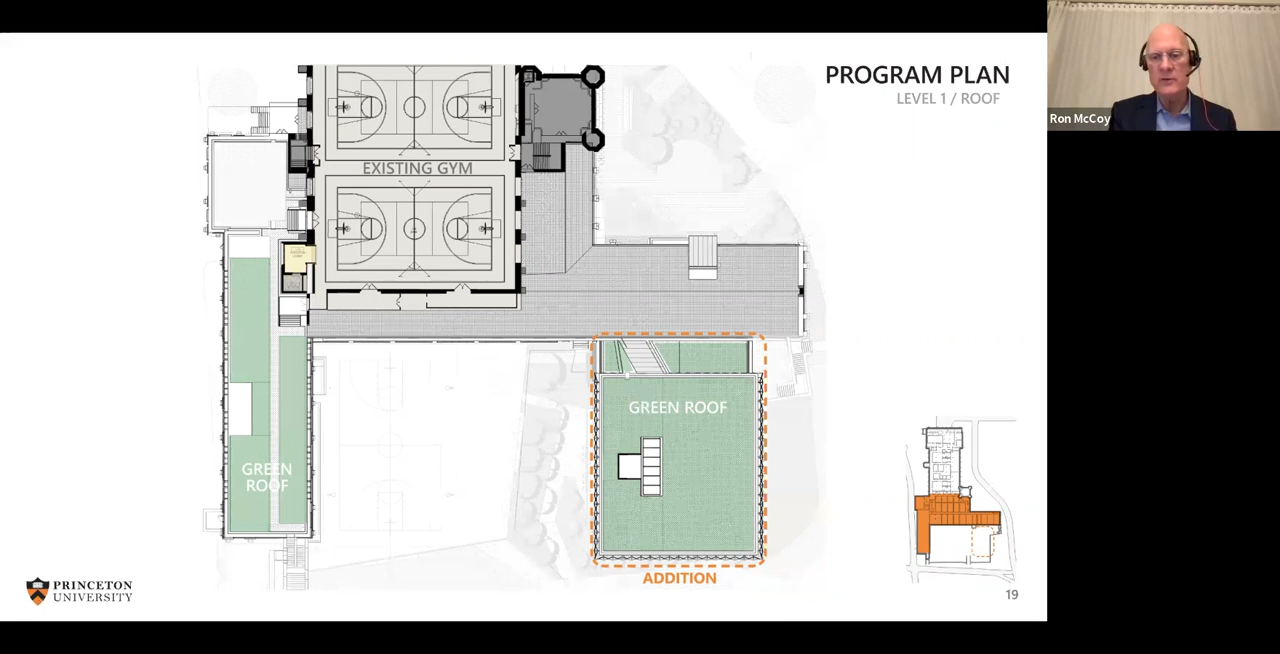 PROGRAM PLAN
LEVEL 1 / ROOF
Ron McCoy
EXISTING GYM
GREEN ROOF
GREEN
ROOF
ADDITION
PRINCETON
UNIVERSITY
19